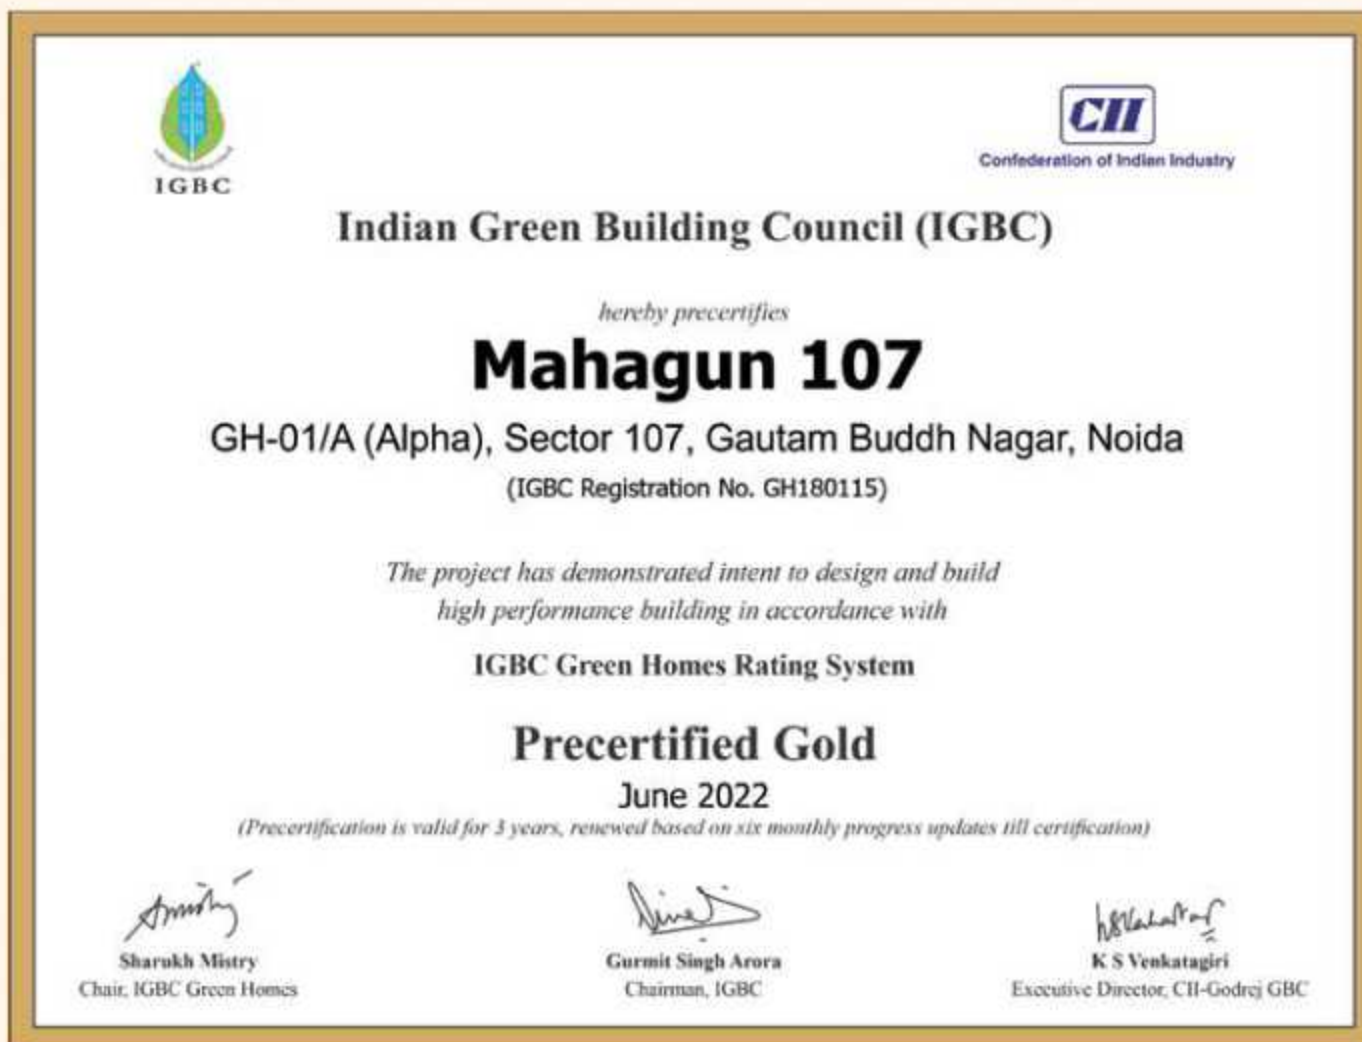 IGBC
CII
Confederation of Indian Industry
Indian Green Building Council (IGBC)
hereby precertifies
Mahagun 107
GH-01/A (Alpha), Sector 107, Gautam Buddh Nagar, Noida
(IGBC Registration No. GH180115)
The project has demonstrated intent to design and build
high performance building in accordance with
IGBC Green Homes Rating System
Precertified Gold
June 2022
(Precertification is valid for 3 years, renewed based on six monthly progress updates till certification)
Sharukh Mistry
Chair, IGBC Green Homes
Gurmit Singh Arora
Chairman, IGBC
K S Venkatagiri
Executive Director, CII-Godrej GBC